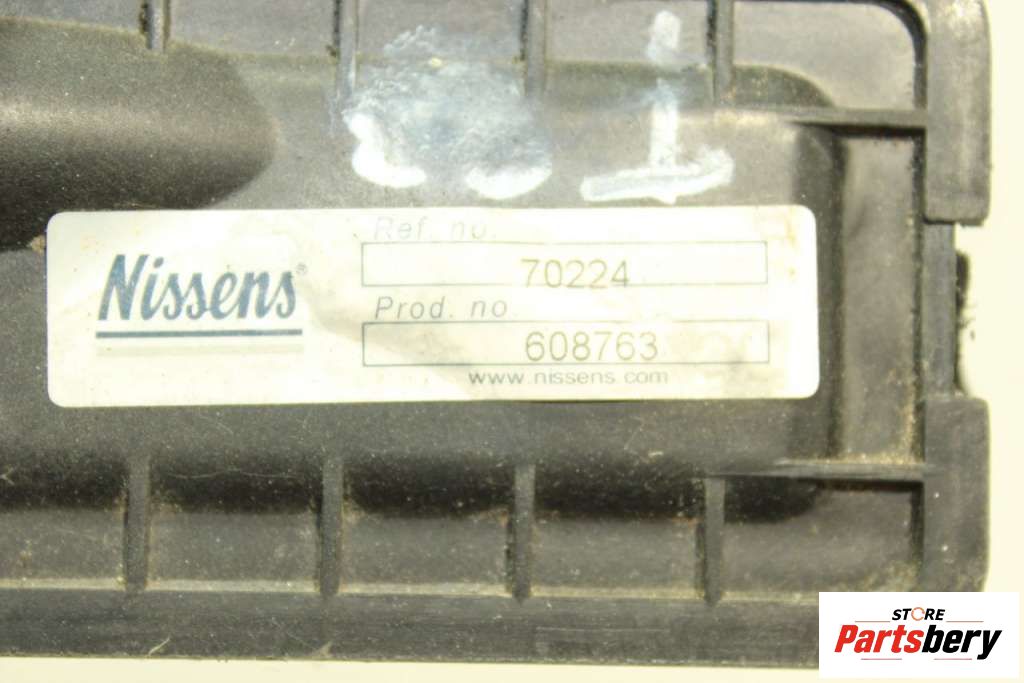 Ref. no.
Nissens®
70224
Prod. no
608763
www.nissens.com
STORE
Partsbery